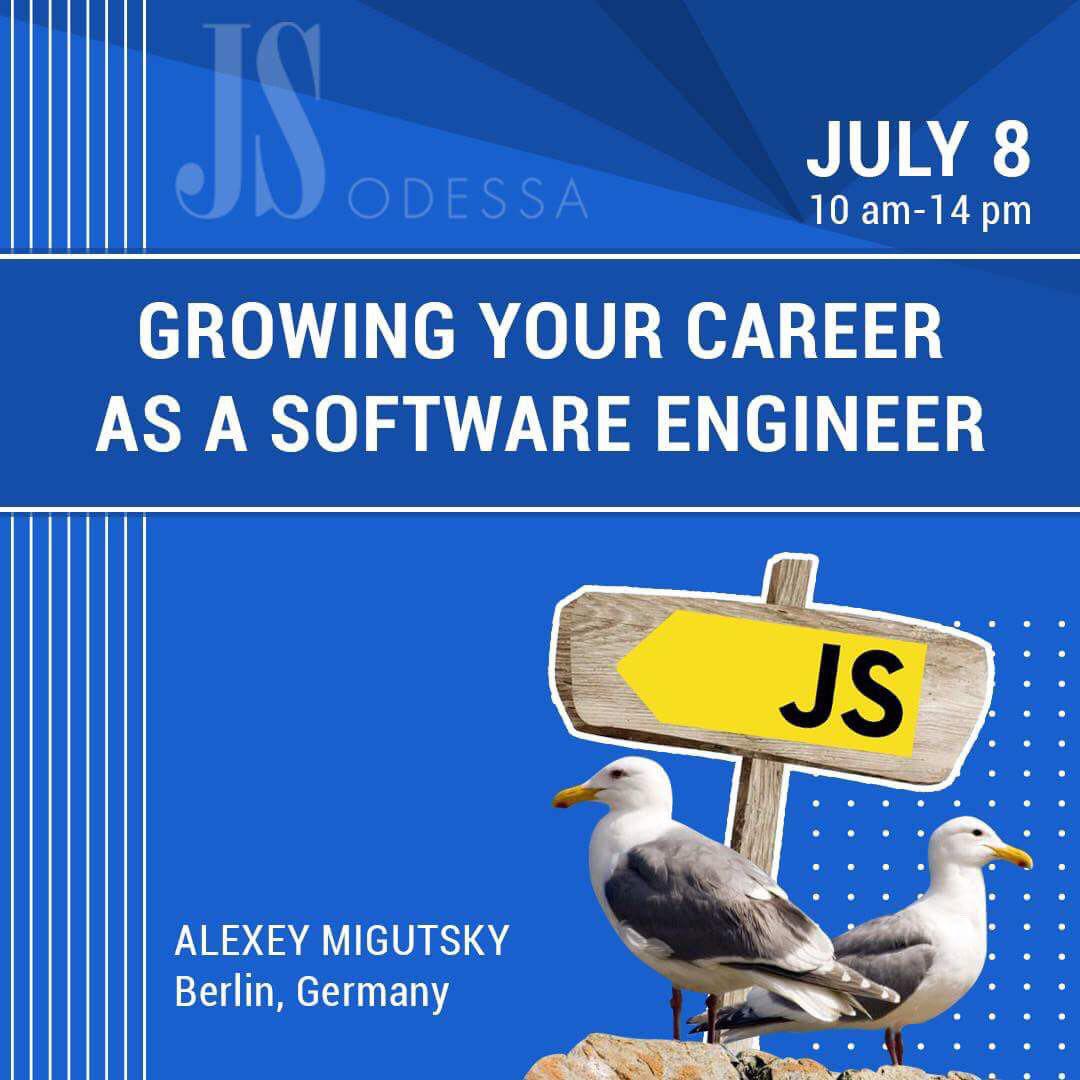 JS ODESSA
JULY 8
10 am-14 pm
GROWING YOUR CAREER
AS A SOFTWARE ENGINEER
JS
ALEXEY MIGUTSKY
Berlin, Germany